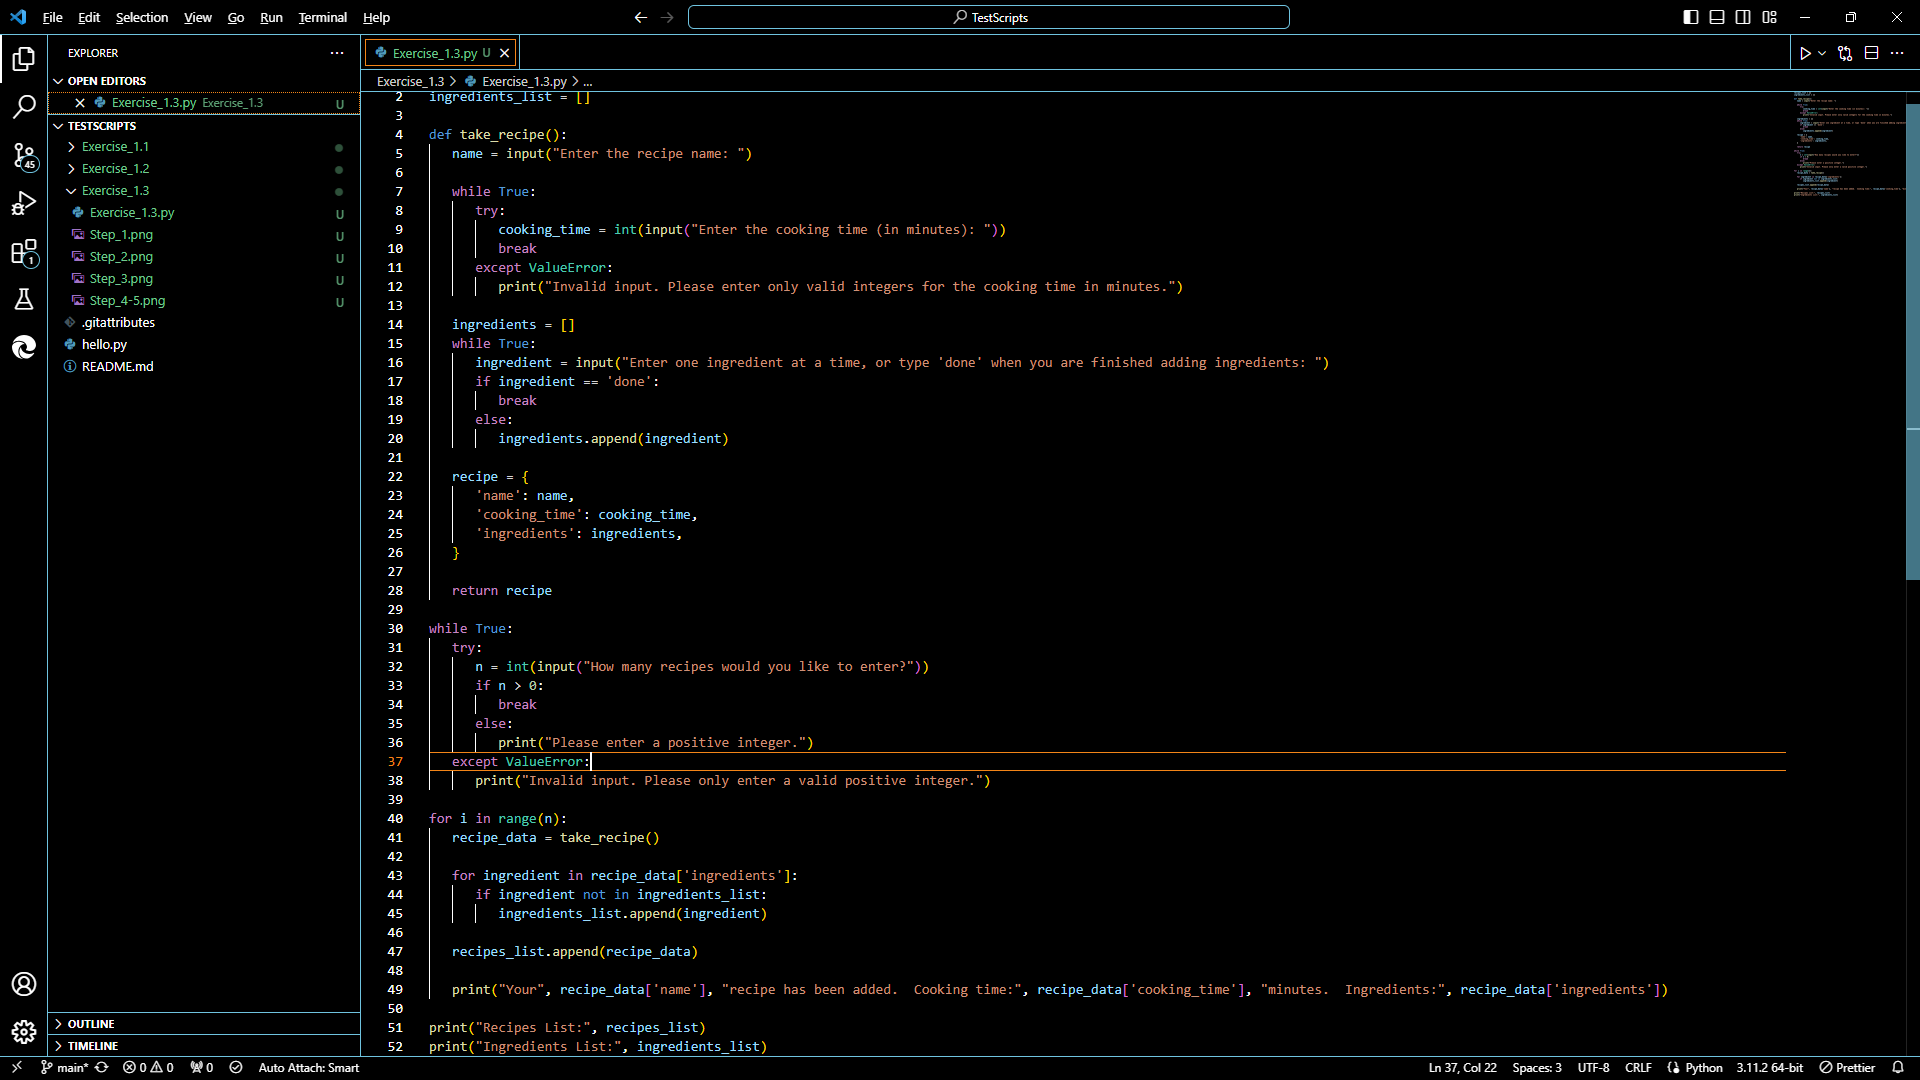 File Edit Selection View Go Run Terminal Help
TestScripts
EXPLORER
OPEN EDITORS
Exercise_1.3.py Exercise_1.3 U
TESTSCRIPTS
Exercise_1.1
Exercise_1.2
Exercise_1.3
Exercise_1.3.py U
Step_1.png U
Step_2.png U
Step_3.png U
Step_4-5.png U
.gitattributes
hello.py
README.md
OUTLINE
TIMELINE
45
1
Exercise_1.3.py U
Exercise_1.3 > Exercise_1.3.py > ...
2 ingredients_list = []
3
4 def take_recipe():
5 name = input("Enter the recipe name: ")
6
7 while True:
8 try:
9 cooking_time = int(input("Enter the cooking time (in minutes): "))
10 break
11 except ValueError:
12 print("Invalid input. Please enter only valid integers for the cooking time in minutes.")
13
14 ingredients = []
15 while True:
16 ingredient = input("Enter one ingredient at a time, or type 'done' when you are finished adding ingredients: ")
17 if ingredient == 'done':
18 break
19 else:
20 ingredients.append(ingredient)
21
22 recipe = {
23 'name': name,
24 'cooking_time': cooking_time,
25 'ingredients': ingredients,
26 }
27
28 return recipe
29
30 while True:
31 try:
32 n = int(input("How many recipes would you like to enter?"))
33 if n > 0:
34 break
35 else:
36 print("Please enter a positive integer.")
37 except ValueError:
38 print("Invalid input. Please only enter a valid positive integer.")
39
40 for i in range(n):
41 recipe_data = take_recipe()
42
43 for ingredient in recipe_data['ingredients']:
44 if ingredient not in ingredients_list:
45 ingredients_list.append(ingredient)
46
47 recipes_list.append(recipe_data)
48
49 print("Your", recipe_data['name'], "recipe has been added.  Cooking time:", recipe_data['cooking_time'], "minutes.  Ingredients:", recipe_data['ingredients'])
50
51 print("Recipes List:", recipes_list)
52 print("Ingredients List:", ingredients_list)
main* 0 0 0 Auto Attach: Smart Ln 37, Col 22 Spaces: 3 UTF-8 CRLF Python 3.11.2 64-bit Prettier